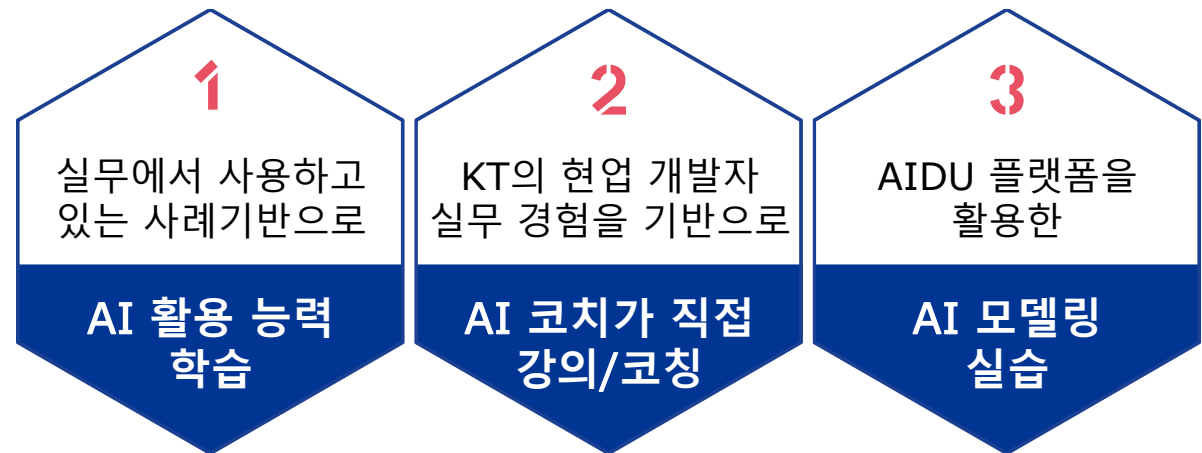 1
실무에서 사용하고
있는 사례기반으로
AI 활용 능력
학습
2
KT의 현업 개발자
실무 경험을 기반으로
AI 코치가 직접
강의/코칭
3
AIDU 플랫폼을
활용한
AI 모델링
실습